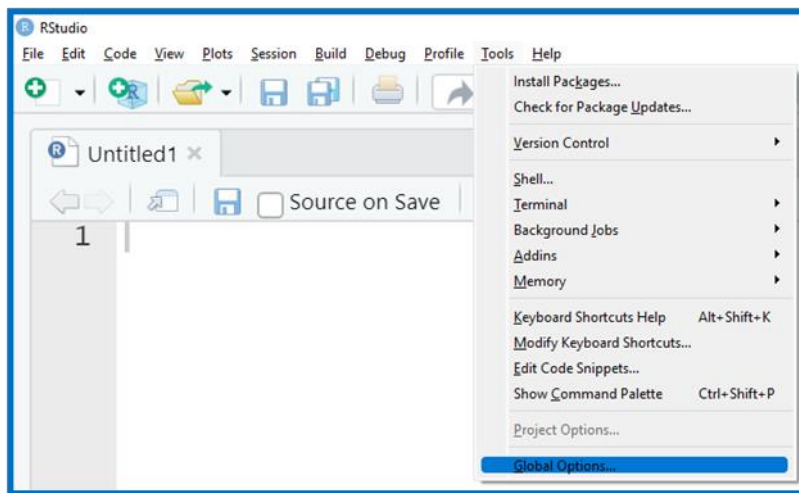 RStudio
File Edit Code View Plots Session Build Debug Profile Tools Help
Install Packages...
Check for Package Updates...
Untitled1
Version Control
Shell...
Source on Save
Terminal
1
Background Jobs
Addins
Memory
Keyboard Shortcuts Help Alt+Shift+K
Modify Keyboard Shortcuts...
Edit Code Snippets...
Show Command Palette Ctrl+Shift+P
Project Options...
Global Options...